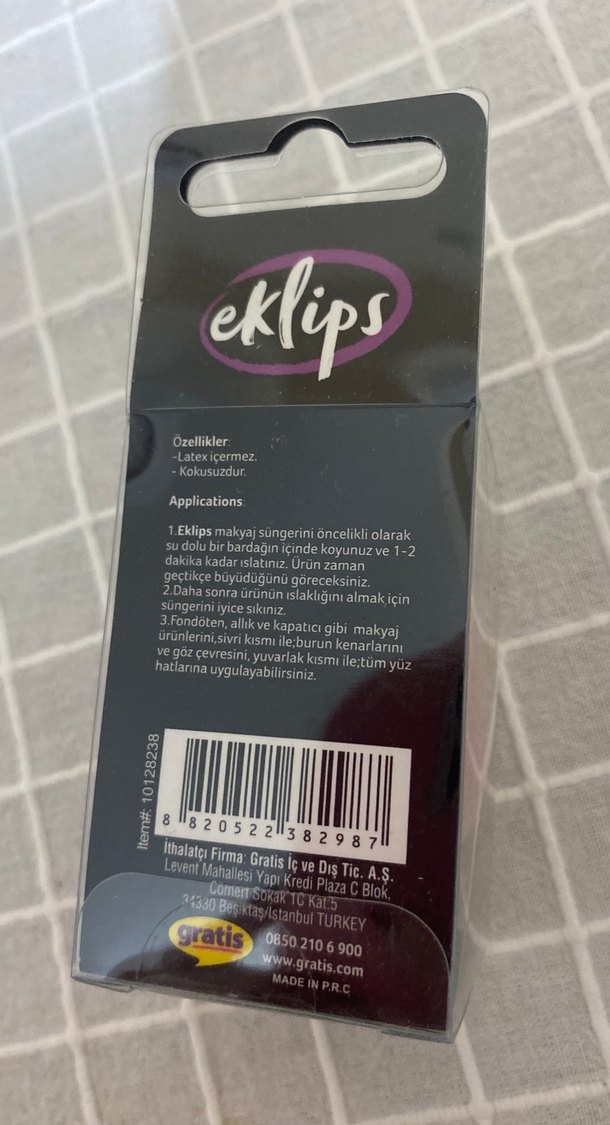 eklips
Özellikler:
-Latex içermez.
- Kokusuzdur.
Applications:
1.Eklips makyaj süngerini öncelikli olarak
su dolu bir bardağın içinde koyunuz ve 1-2
dakika kadar ıslatınız. Ürün zaman
geçtikçe büyüdüğünü göreceksiniz.
2.Daha sonra ürünün ıslaklığını almak için
süngerini iyice sıkınız.
3.Fondöten, allık ve kapatıcı gibi makyaj
ürünlerini,sivri kısmı ile;burun kenarlarını
ve göz çevresini, yuvarlak kısmı ile;tüm yüz
hatlarına uygulayabilirsiniz.
Item#: 10128238
8 820522 382987
İthalatçı Firma: Gratis İç ve Dış Tic. A.Ş.
Levent Mahallesi Yapı Kredi Plaza C Blok,
Cömert Sokak 1C Kat:5
34330 Beşiktaş/İstanbul TURKEY
gratis
0850 210 6 900
www.gratis.com
MADE IN P.R.C